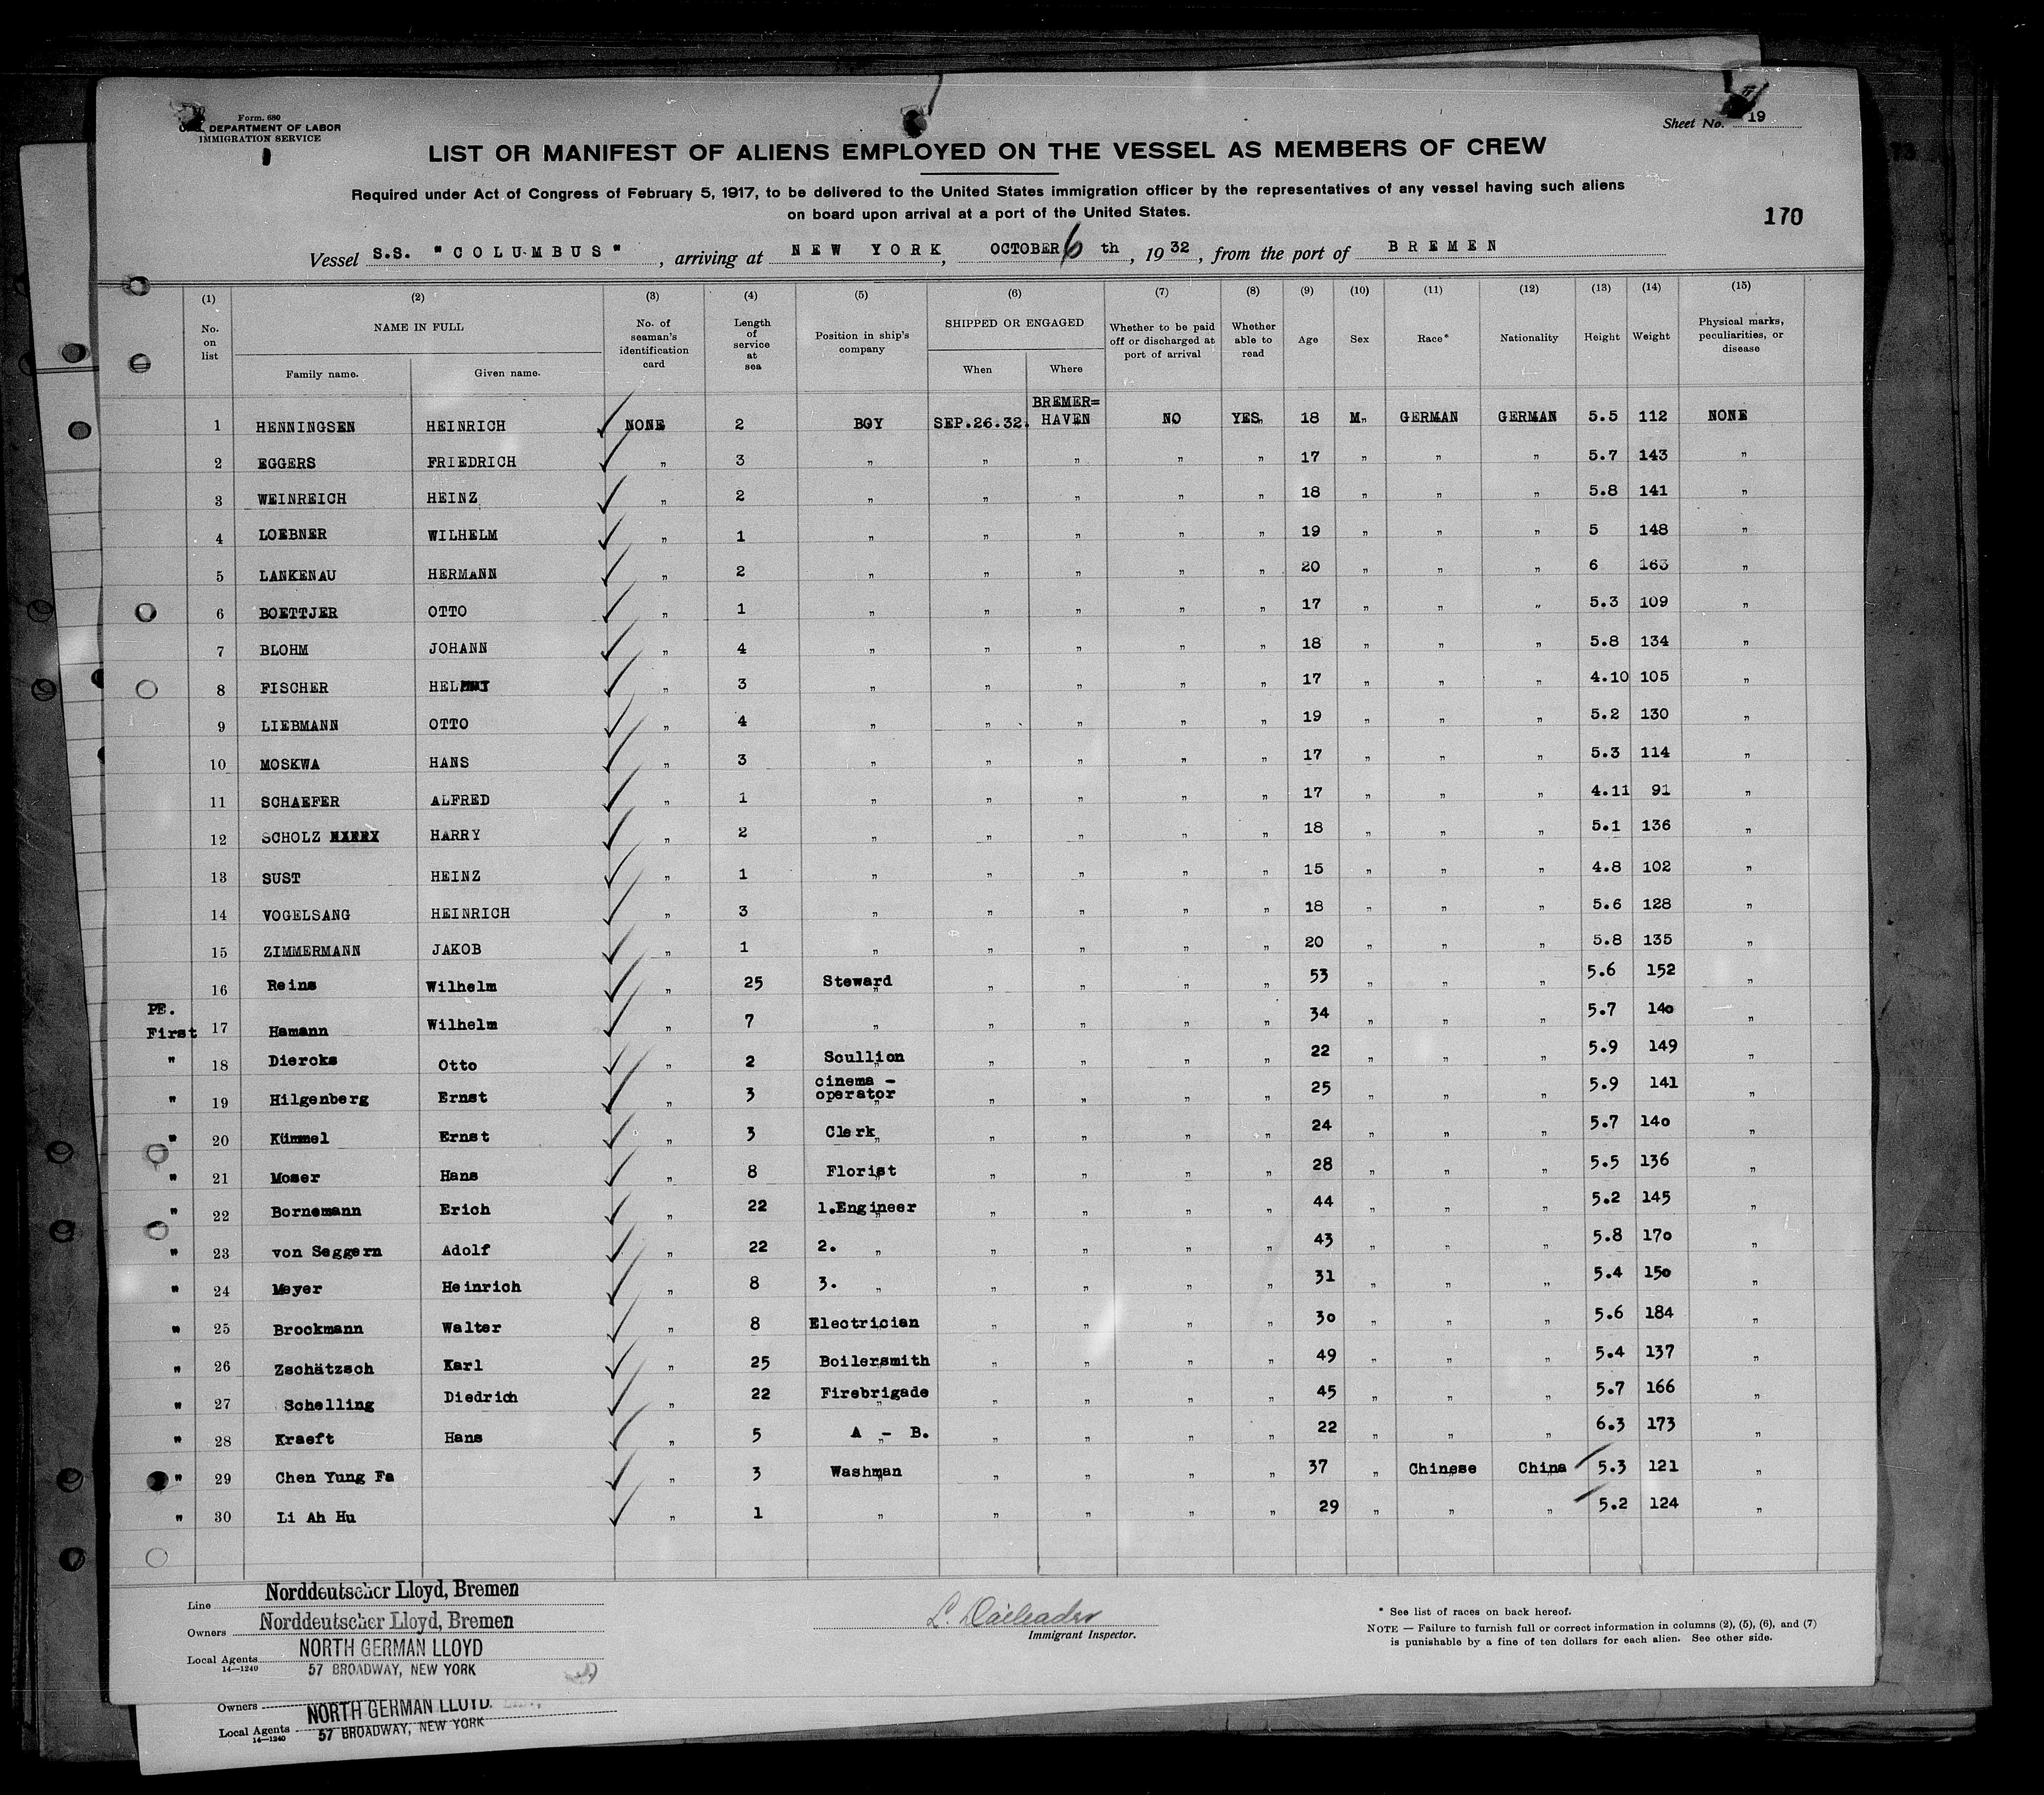 Form. 680
U. S. DEPARTMENT OF LABOR
IMMIGRATION SERVICE
Sheet No. 19
LIST OR MANIFEST OF ALIENS EMPLOYED ON THE VESSEL AS MEMBERS OF CREW
Required under Act of Congress of February 5, 1917, to be delivered to the United States immigration officer by the representatives of any vessel having such aliens
on board upon arrival at a port of the United States.
170
Vessel S.S. "COLUMBUS", arriving at NEW YORK, OCTOBER 6 th, 1932, from the port of BREMEN
(1) (2) (3) (4) (5) (6) (7) (8) (9) (10) (11) (12) (13) (14) (15)
No. on list NAME IN FULL Family name. Given name. No. of seaman's identification card Length of service at sea Position in ship's company SHIPPED OR ENGAGED When Where Whether to be paid off or discharged at port of arrival Whether able to read Age Sex Race* Nationality Height Weight Physical marks, peculiarities, or disease
1 HENNINGSEN HEINRICH NONE 2 BOY SEP.26.32. BREMER=HAVEN NO YES 18 M. GERMAN GERMAN 5.5 112 NONE
2 EGGERS FRIEDRICH " 3 " " " " " 17 " " " 5.7 143 "
3 WEINREICH HEINZ " 2 " " " " " 18 " " " 5.8 141 "
4 LOEBNER WILHELM " 1 " " " " " 19 " " " 5 148 "
5 LANKENAU HERMANN " 2 " " " " " 20 " " " 6 163 "
6 BOETTJER OTTO " 1 " " " " " 17 " " " 5.3 109 "
7 BLOHM JOHANN " 4 " " " " " 18 " " " 5.8 134 "
8 FISCHER HELMUT " 3 " " " " " 17 " " " 4.10 105 "
9 LIEBMANN OTTO " 4 " " " " " 19 " " " 5.2 130 "
10 MOSKWA HANS " 3 " " " " " 17 " " " 5.3 114 "
11 SCHAEFER ALFRED " 1 " " " " " 17 " " " 4.11 91 "
12 SCHOLZ HARRY " 2 " " " " " 18 " " " 5.1 136 "
13 SUST HEINZ " 1 " " " " " 15 " " " 4.8 102 "
14 VOGELSANG HEINRICH " 3 " " " " " 18 " " " 5.6 128 "
15 ZIMMERMANN JAKOB " 1 " " " " " 20 " " " 5.8 135 "
16 Reins Wilhelm " 25 Steward " " " " 53 " " " 5.6 152 "
PE.
First 17 Hamann Wilhelm " 7 " " " " " 34 " " " 5.7 140 "
" 18 Diercks Otto " 2 Scullion " " " " 22 " " " 5.9 149 "
" 19 Hilgenberg Ernst " 3 cinema - operator " " " " 25 " " " 5.9 141 "
" 20 Kümmel Ernst " 3 Clerk " " " " 24 " " " 5.7 140 "
" 21 Moser Hans " 8 Florist " " " " 28 " " " 5.5 136 "
" 22 Bornemann Erich " 22 1.Engineer " " " " 44 " " " 5.2 145 "
" 23 von Seggern Adolf " 22 2. " " " " " 43 " " " 5.8 170 "
" 24 Meyer Heinrich " 8 3. " " " " " 31 " " " 5.4 150 "
" 25 Brockmann Walter " 8 Electrician " " " " 30 " " " 5.6 184 "
" 26 Zschätzsch Karl " 25 Boilersmith " " " " 49 " " " 5.4 137 "
" 27 Schelling Diedrich " 22 Firebrigade " " " " 45 " " " 5.7 166 "
" 28 Kraeft Hans " 5 A - B. " " " " 22 " " " 6.3 173 "
" 29 Chen Yung Fa " 3 Washman " " " " 37 " Chinese China 5.3 121 "
" 30 Li Ah Hu " 1 " " " " " 29 " " " 5.2 124 "
Line Norddeutscher Lloyd, Bremen
Owners Norddeutscher Lloyd, Bremen
Local Agents NORTH GERMAN LLOYD
14—1240 57 BROADWAY, NEW YORK
Immigrant Inspector.
* See list of races on back hereof.
NOTE — Failure to furnish full or correct information in columns (2), (5), (6), and (7)
is punishable by a fine of ten dollars for each alien. See other side.
Owners NORTH GERMAN LLOYD
Local Agents 57 BROADWAY, NEW YORK
14—1240